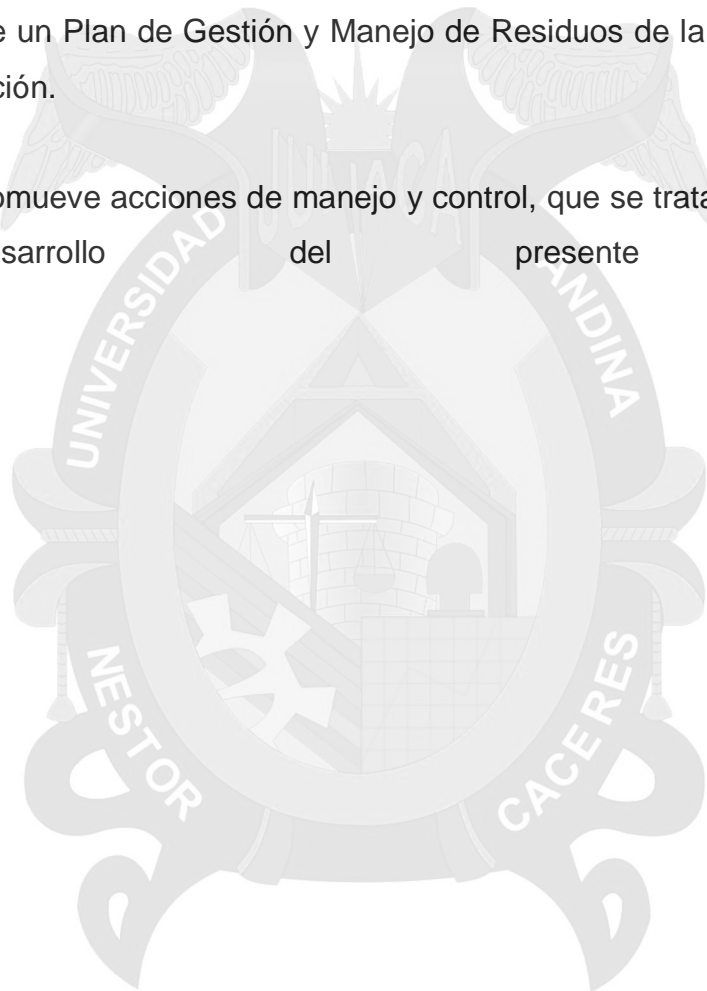 e un Plan de Gestión y Manejo de Residuos de la
ción.
omueve acciones de manejo y control, que se trata
sarrollo del presente
JULIACA
UNIVERSIDAD
ANDINA
NESTOR
CACERES